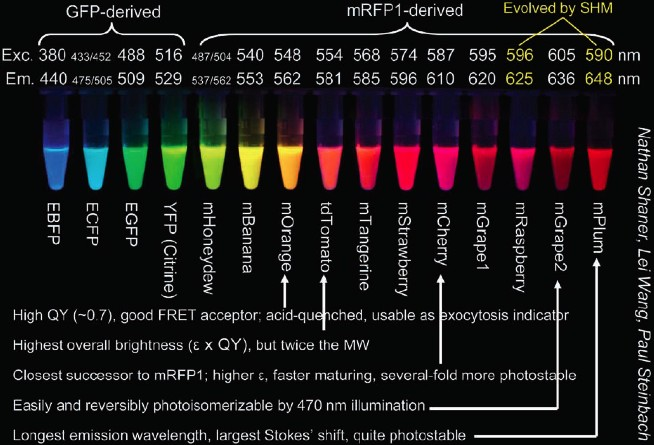 GFP-derived mRFP1-derived Evolved by SHM
Exc. 380 433/452 488 516 487/504 540 548 554 568 574 587 595 596 605 590 nm
Em. 440 475/505 509 529 537/562 553 562 581 585 596 610 620 625 636 648 nm
EBFP
ECFP
EGFP
YFP (Citrine)
mHoneydew
mBanana
mOrange
tdTomato
mTangerine
mStrawberry
mCherry
mGrape1
mRaspberry
mGrape2
mPlum
High QY (~0.7), good FRET acceptor; acid-quenched, usable as exocytosis indicator
Highest overall brightness (ε x QY), but twice the MW
Closest successor to mRFP1; higher ε, faster maturing, several-fold more photostable
Easily and reversibly photoisomerizable by 470 nm illumination
Longest emission wavelength, largest Stokes' shift, quite photostable
Nathan Shaner, Lei Wang, Paul Steinbach